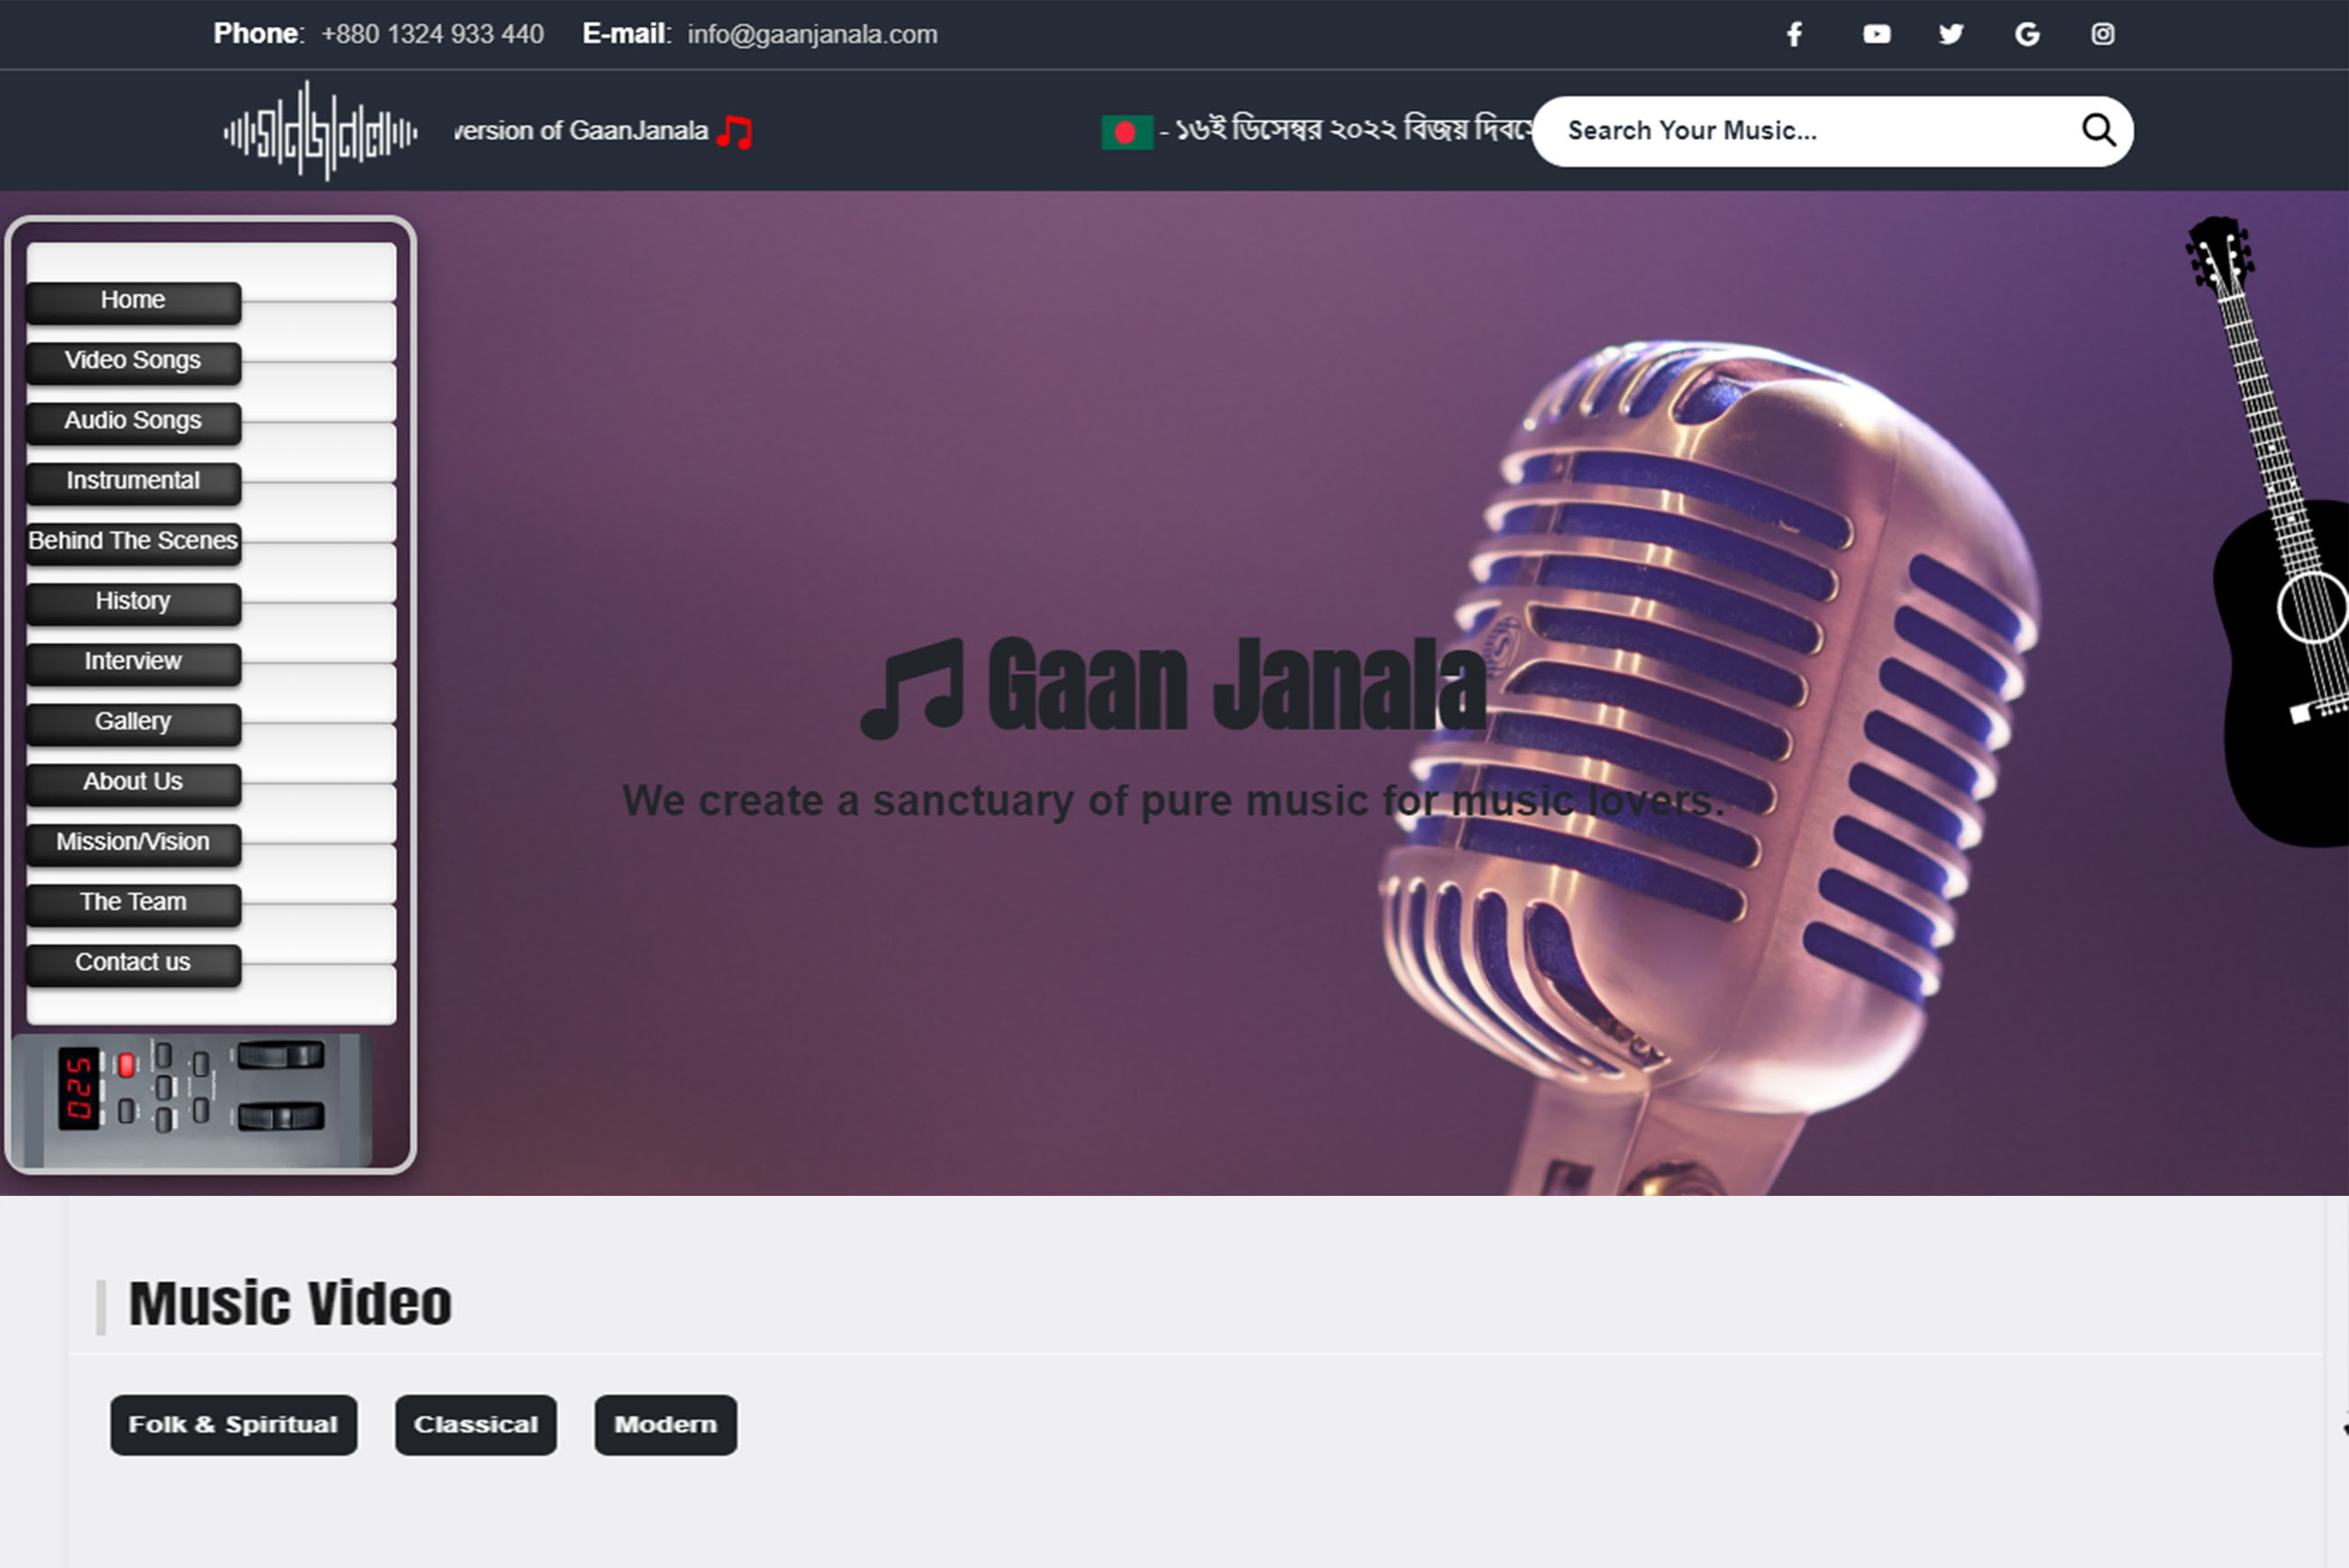 Phone: +880 1324 933 440 E-mail: info@gaanjanala.com
version of GaanJanala
- ১৬ই ডিসেম্বর ২০২২ বিজয়
Search Your Music...
Home
Video Songs
Audio Songs
Instrumental
Behind The Scenes
History
Interview
Gallery
About Us
Mission/Vision
The Team
Contact us
025
Gaan Janala
We create a sanctuary of pure music for music lovers.
Music Video
Folk & Spiritual
Classical
Modern